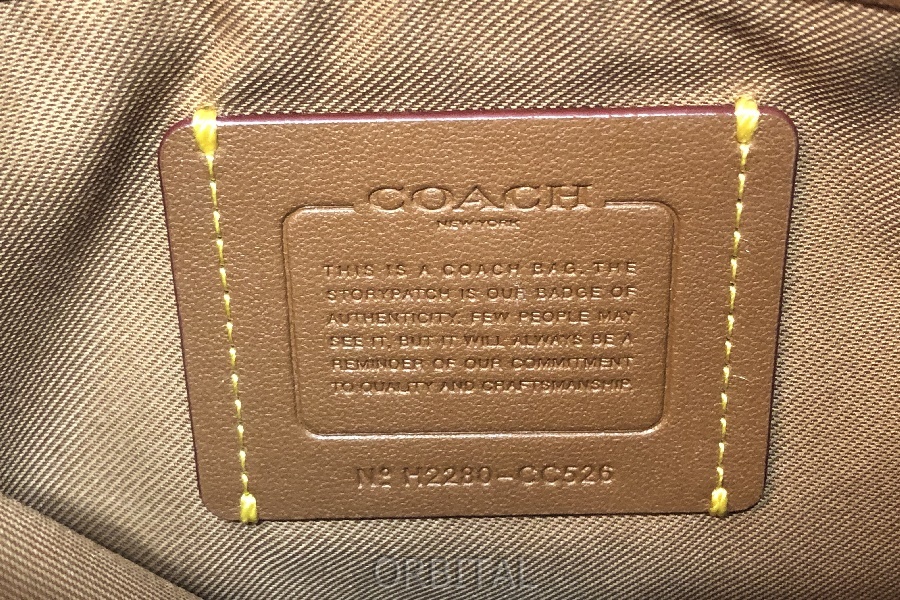 COACH
NEW YORK
THIS IS A COACH BAG. THE
STORYPATCH IS OUR BADGE OF
AUTHENTICITY. FEW PEOPLE MAY
SEE IT, BUT IT WILL ALWAYS BE A
REMINDER OF OUR COMMITMENT
TO QUALITY AND CRAFTSMANSHIP.
Nº H2280-CC526
OPBITAL